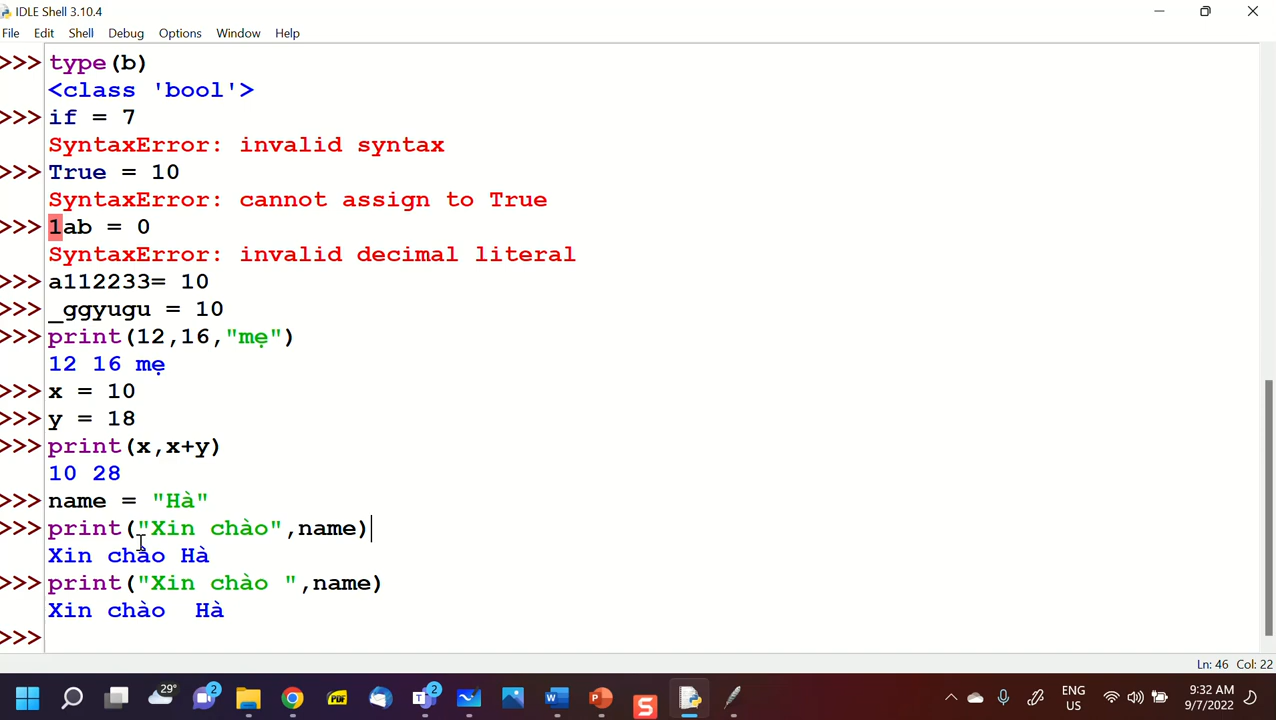 IDLE Shell 3.10.4
File Edit Shell Debug Options Window Help
>>> type(b)
<class 'bool'>
>>> if = 7
SyntaxError: invalid syntax
>>> True = 10
SyntaxError: cannot assign to True
>>> 1ab = 0
SyntaxError: invalid decimal literal
>>> a112233= 10
>>> _ggyugu = 10
>>> print(12,16,"mẹ")
12 16 mẹ
>>> x = 10
>>> y = 18
>>> print(x,x+y)
10 28
>>> name = "Hà"
>>> print("Xin chào",name)
Xin chào Hà
>>> print("Xin chào ",name)
Xin chào  Hà
>>>
Ln: 46 Col: 22
29°
2
PDF
2
W
P
S
ENG
US
9:32 AM
9/7/2022